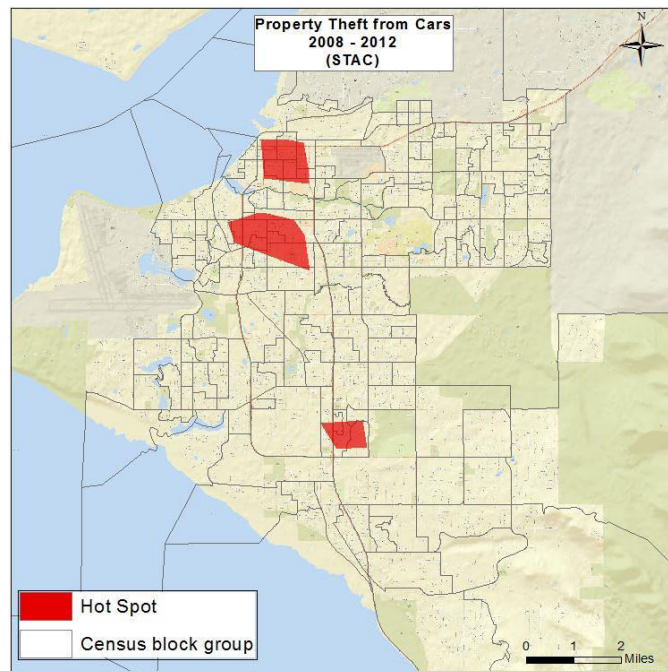 Property Theft from Cars
2008 - 2012
(STAC)
N
Hot Spot
Census block group
0 1 2
Miles